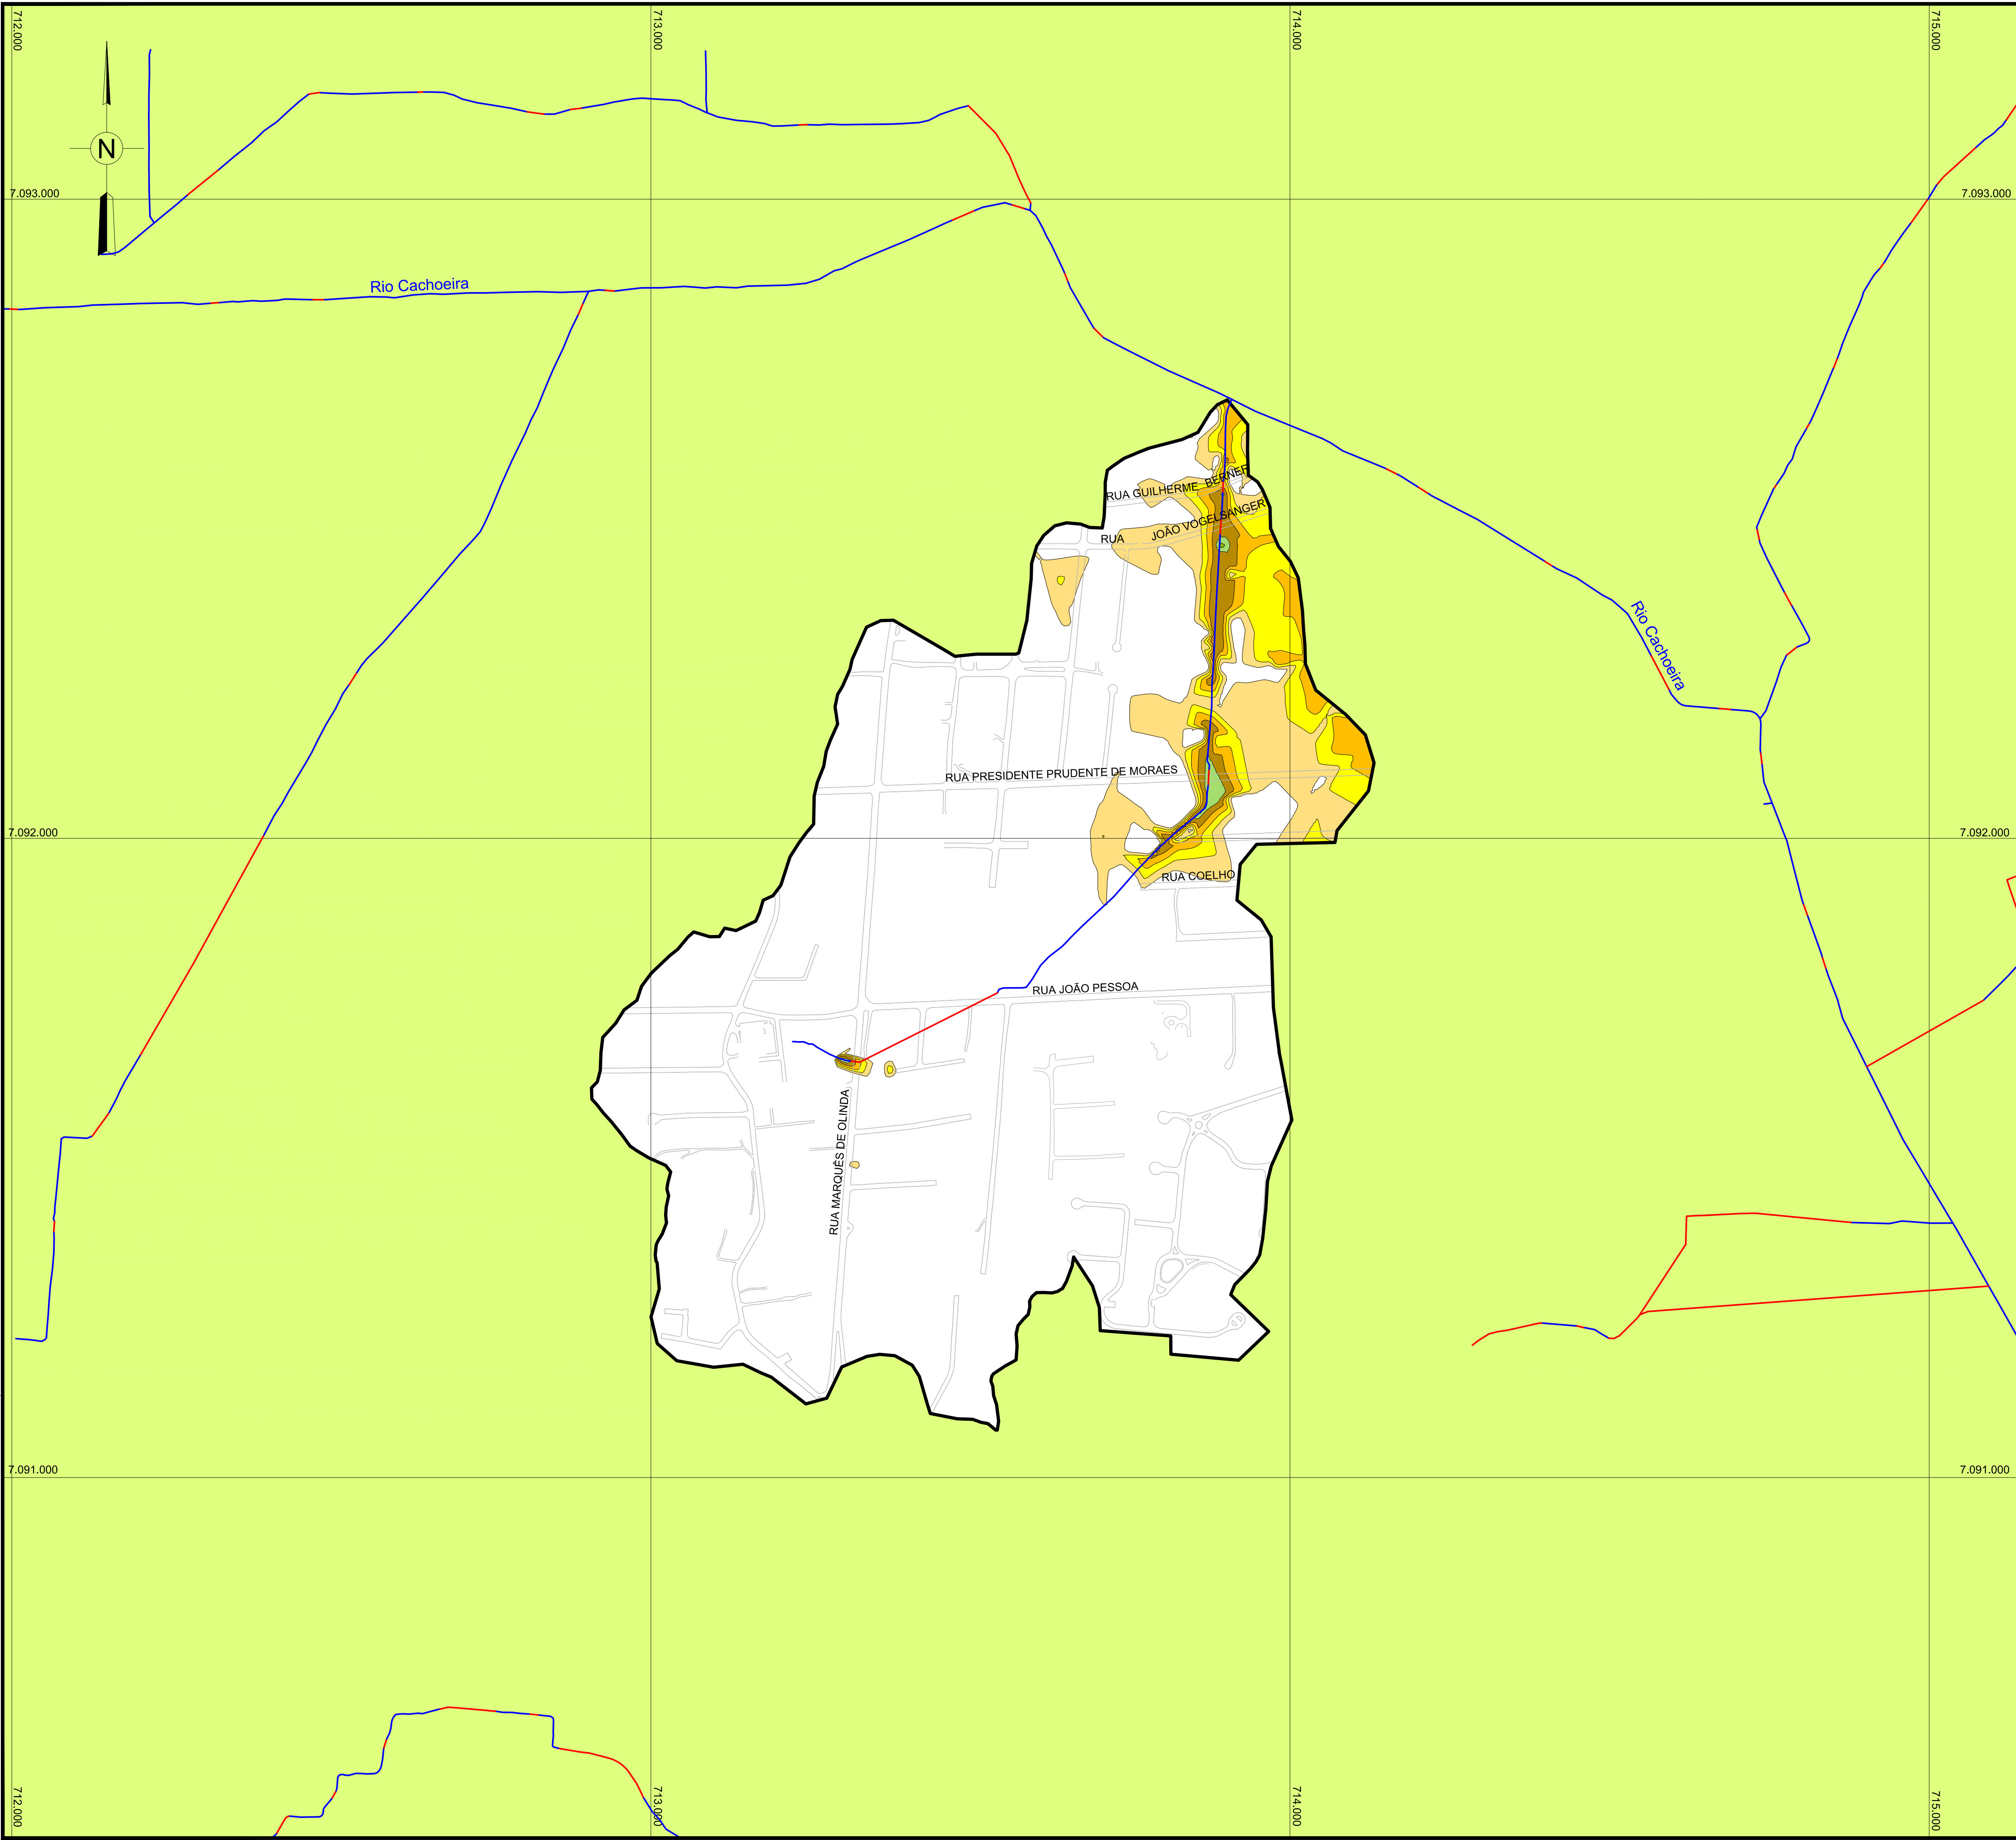 712.000
713.000
714.000
715.000
N
7.093.000
7.093.000
Rio Cachoeira
RUA GUILHERME BERNER
RUA JOÃO VOGELSANGER
Rio Cachoeira
RUA PRESIDENTE PRUDENTE DE MORAES
7.092.000
7.092.000
RUA COELHO
RUA JOÃO PESSOA
RUA MARQUÊS DE OLINDA
7.091.000
7.091.000
712.000
713.000
714.000
715.000